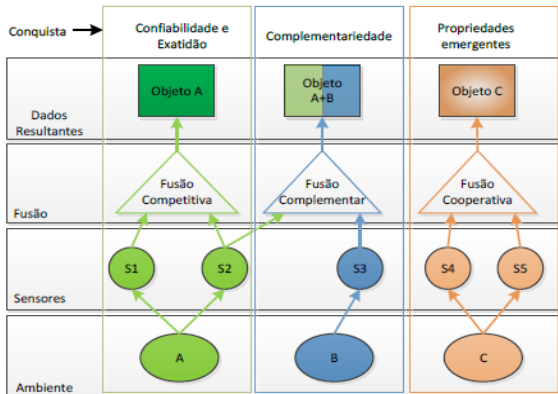 Conquista
Confiabilidade e
Exatidão
Complementariedade
Propriedades
emergentes
Dados
Resultantes
Objeto A
Objeto
A+B
Objeto C
Fusão
Fusão
Competitiva
Fusão
Complementar
Fusão
Cooperativa
Sensores
S1
S2
S3
S4
S5
Ambiente
A
B
C